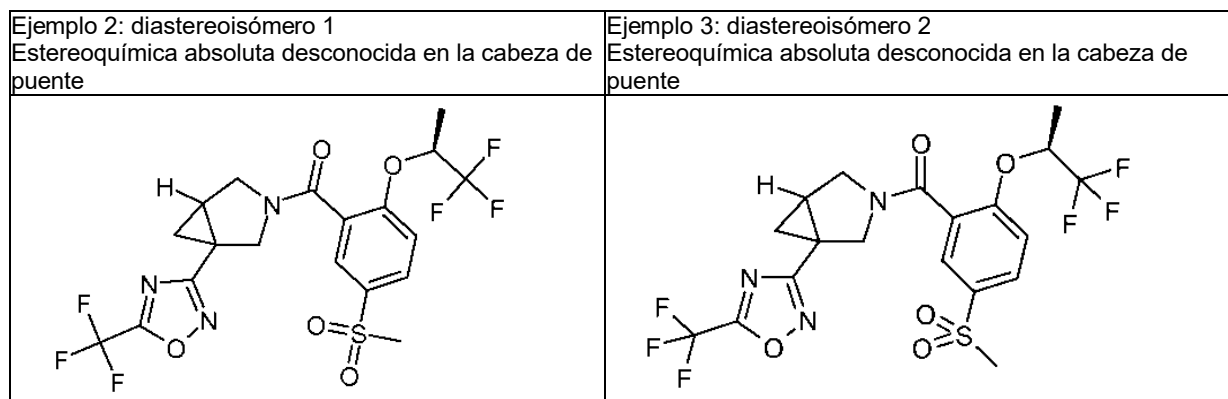 Ejemplo 2: diastereoisómero 1
Estereoquímica absoluta desconocida en la cabeza de
puente
Ejemplo 3: diastereoisómero 2
Estereoquímica absoluta desconocida en la cabeza de
puente
O
O
F
F
F
H
N
N
N
O
F
F
F
O
S
O
O
O
F
F
F
H
N
N
N
O
F
F
F
O
S
O